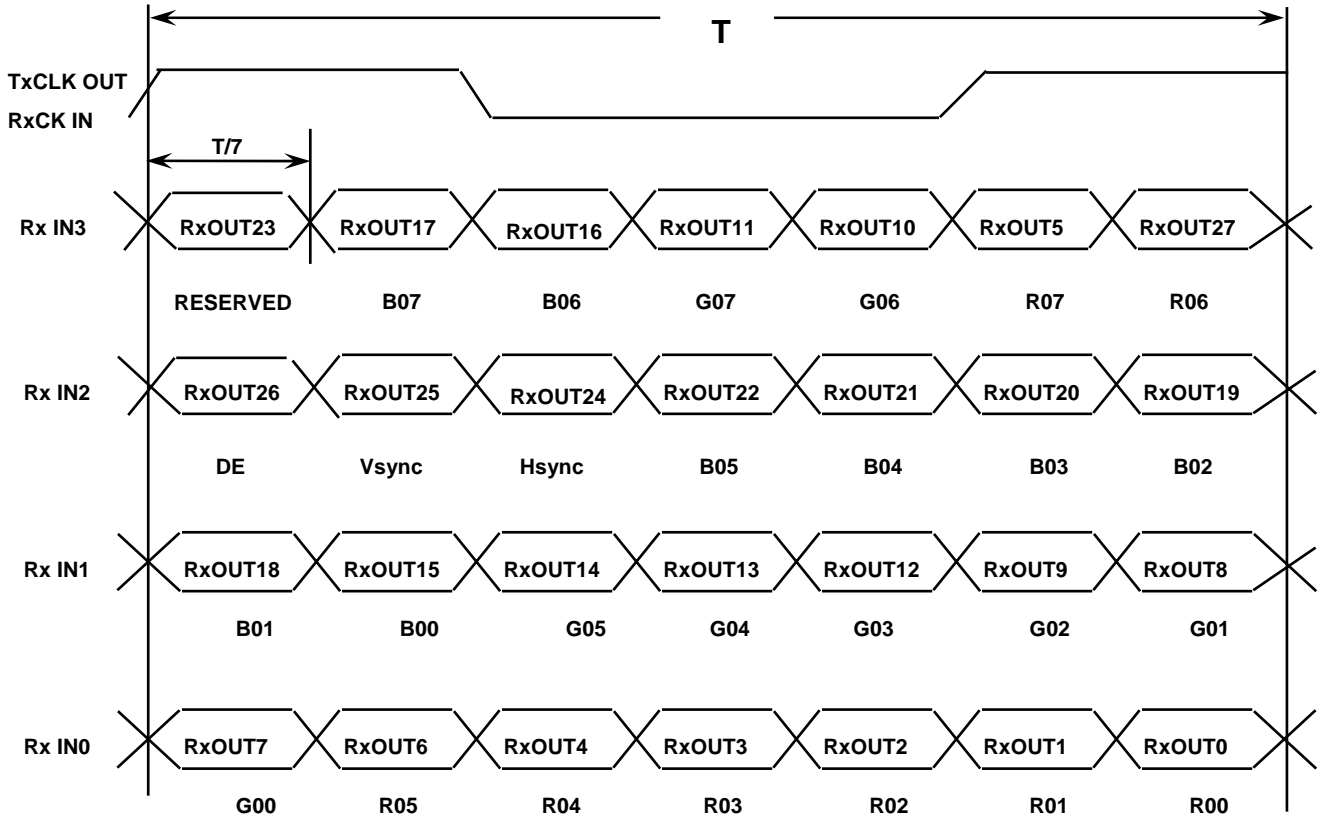 T
TxCLK OUT
RxCK IN
T/7
Rx IN3 RxOUT23 RxOUT17 RxOUT16 RxOUT11 RxOUT10 RxOUT5 RxOUT27
RESERVED B07 B06 G07 G06 R07 R06
Rx IN2 RxOUT26 RxOUT25 RxOUT24 RxOUT22 RxOUT21 RxOUT20 RxOUT19
DE Vsync Hsync B05 B04 B03 B02
Rx IN1 RxOUT18 RxOUT15 RxOUT14 RxOUT13 RxOUT12 RxOUT9 RxOUT8
B01 B00 G05 G04 G03 G02 G01
Rx IN0 RxOUT7 RxOUT6 RxOUT4 RxOUT3 RxOUT2 RxOUT1 RxOUT0
G00 R05 R04 R03 R02 R01 R00